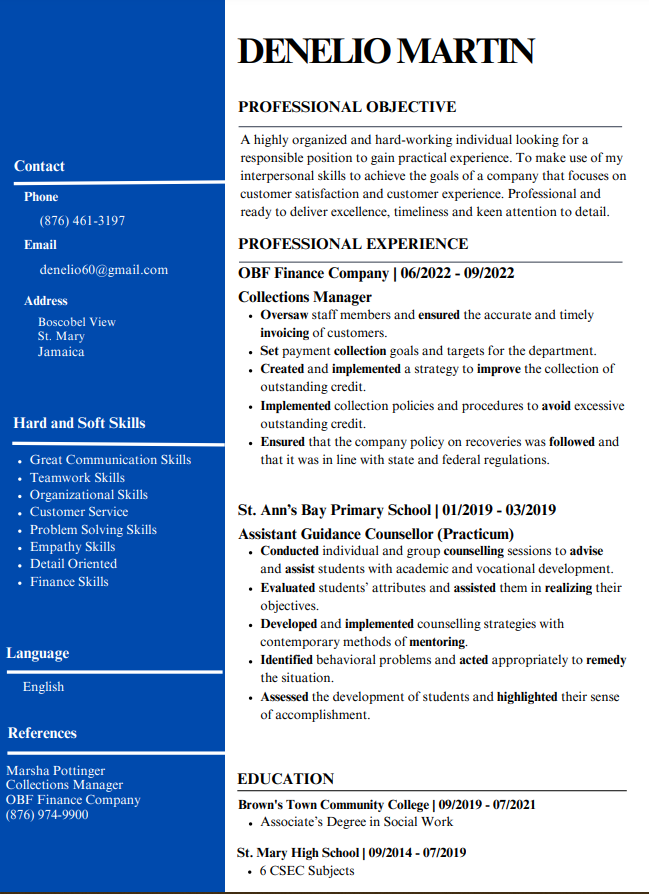 DENELIO MARTIN
Contact
Phone
(876) 461-3197
Email
denelio60@gmail.com
Address
Boscobel View
St. Mary
Jamaica
Hard and Soft Skills
• Great Communication Skills
• Teamwork Skills
• Organizational Skills
• Customer Service
• Problem Solving Skills
• Empathy Skills
• Detail Oriented
• Finance Skills
Language
English
References
Marsha Pottinger
Collections Manager
OBF Finance Company
(876) 974-9900
PROFESSIONAL OBJECTIVE
A highly organized and hard-working individual looking for a
responsible position to gain practical experience. To make use of my
interpersonal skills to achieve the goals of a company that focuses on
customer satisfaction and customer experience. Professional and
ready to deliver excellence, timeliness and keen attention to detail.
PROFESSIONAL EXPERIENCE
OBF Finance Company | 06/2022 - 09/2022
Collections Manager
• Oversaw staff members and ensured the accurate and timely
invoicing of customers.
• Set payment collection goals and targets for the department.
• Created and implemented a strategy to improve the collection of
outstanding credit.
• Implemented collection policies and procedures to avoid excessive
outstanding credit.
• Ensured that the company policy on recoveries was followed and
that it was in line with state and federal regulations.
St. Ann's Bay Primary School | 01/2019 - 03/2019
Assistant Guidance Counsellor (Practicum)
• Conducted individual and group counselling sessions to advise
and assist students with academic and vocational development.
• Evaluated students' attributes and assisted them in realizing their
objectives.
• Developed and implemented counselling strategies with
contemporary methods of mentoring.
• Identified behavioral problems and acted appropriately to remedy
the situation.
• Assessed the development of students and highlighted their sense
of accomplishment.
EDUCATION
Brown's Town Community College | 09/2019 - 07/2021
• Associate's Degree in Social Work
St. Mary High School | 09/2014 - 07/2019
• 6 CSEC Subjects